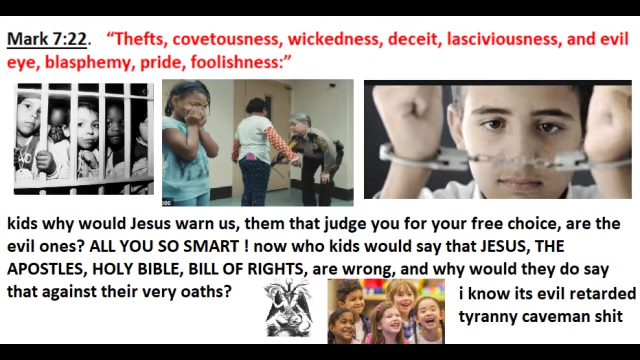 Mark 7:22. “Thefts, covetousness, wickedness, deceit, lasciviousness, and evil
eye, blasphemy, pride, foolishness:”
kids why would Jesus warn us, them that judge you for your free choice, are the
evil ones? ALL YOU SO SMART ! now who kids would say that JESUS, THE
APOSTLES, HOLY BIBLE, BILL OF RIGHTS, are wrong, and why would they do say
that against their very oaths?
i know its evil retarded
tyranny caveman shit